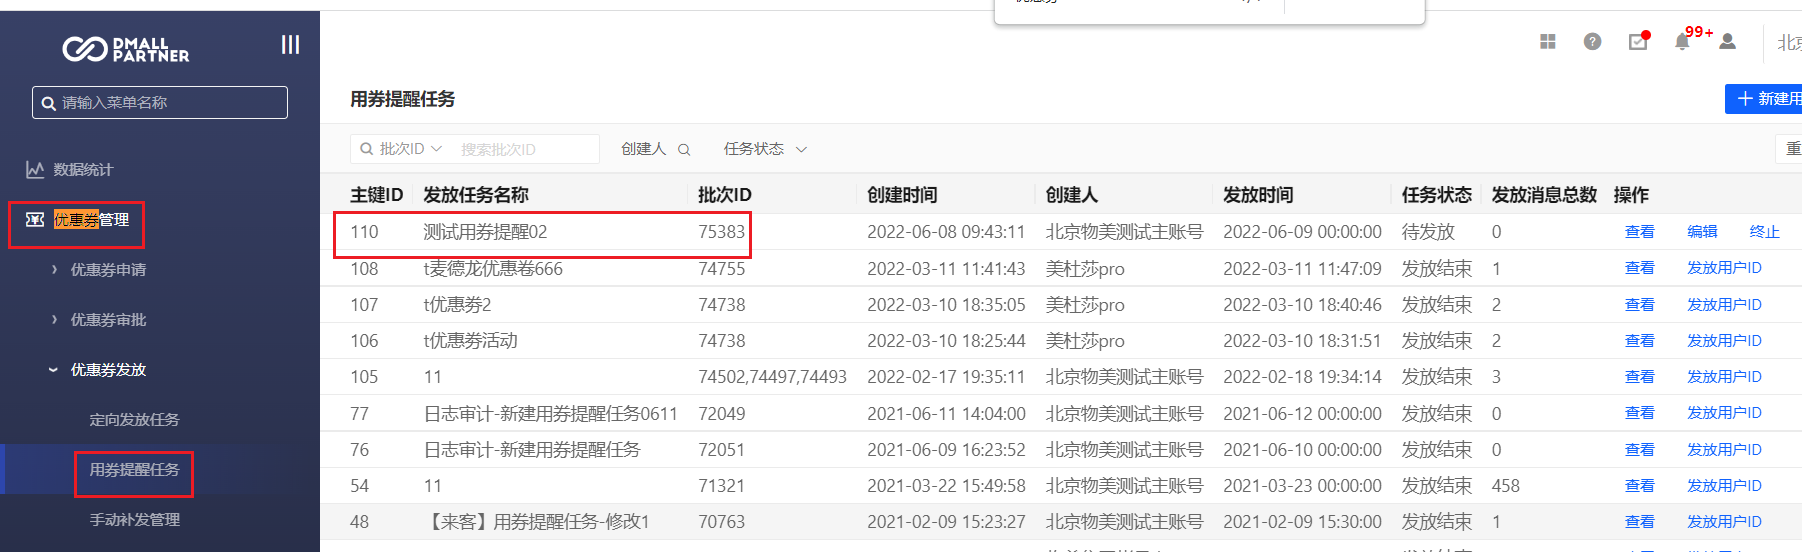 DMALL
PARTNER
请输入菜单名称
数据统计
优惠券管理
优惠券申请
优惠券审批
优惠券发放
定向发放任务
用券提醒任务
手动补发管理
99+
用券提醒任务
新建用
批次ID 搜索批次ID 创建人 任务状态 重
主键ID 发放任务名称 批次ID 创建时间 创建人 发放时间 任务状态 发放消息总数 操作
110 测试用券提醒02 75383 2022-06-08 09:43:11 北京物美测试主账号 2022-06-09 00:00:00 待发放 0 查看 编辑 终止
108 t麦德龙优惠卷666 74755 2022-03-11 11:41:43 美杜莎pro 2022-03-11 11:47:09 发放结束 1 查看 发放用户ID
107 t优惠劵2 74738 2022-03-10 18:35:05 美杜莎pro 2022-03-10 18:40:46 发放结束 2 查看 发放用户ID
106 t优惠劵活动 74738 2022-03-10 18:25:44 美杜莎pro 2022-03-10 18:31:51 发放结束 2 查看 发放用户ID
105 11 74502,74497,74493 2022-02-17 19:35:11 北京物美测试主账号 2022-02-18 19:34:14 发放结束 3 查看 发放用户ID
77 日志审计-新建用券提醒任务0611 72049 2021-06-11 14:04:00 北京物美测试主账号 2021-06-12 00:00:00 发放结束 0 查看 发放用户ID
76 日志审计-新建用券提醒任务 72051 2021-06-09 16:23:52 北京物美测试主账号 2021-06-10 00:00:00 发放结束 0 查看 发放用户ID
54 11 71321 2021-03-22 15:49:58 北京物美测试主账号 2021-03-23 00:00:00 发放结束 458 查看 发放用户ID
48 【来客】用券提醒任务-修改1 70763 2021-02-09 15:23:27 北京物美测试主账号 2021-02-09 15:30:00 发放结束 1 查看 发放用户ID